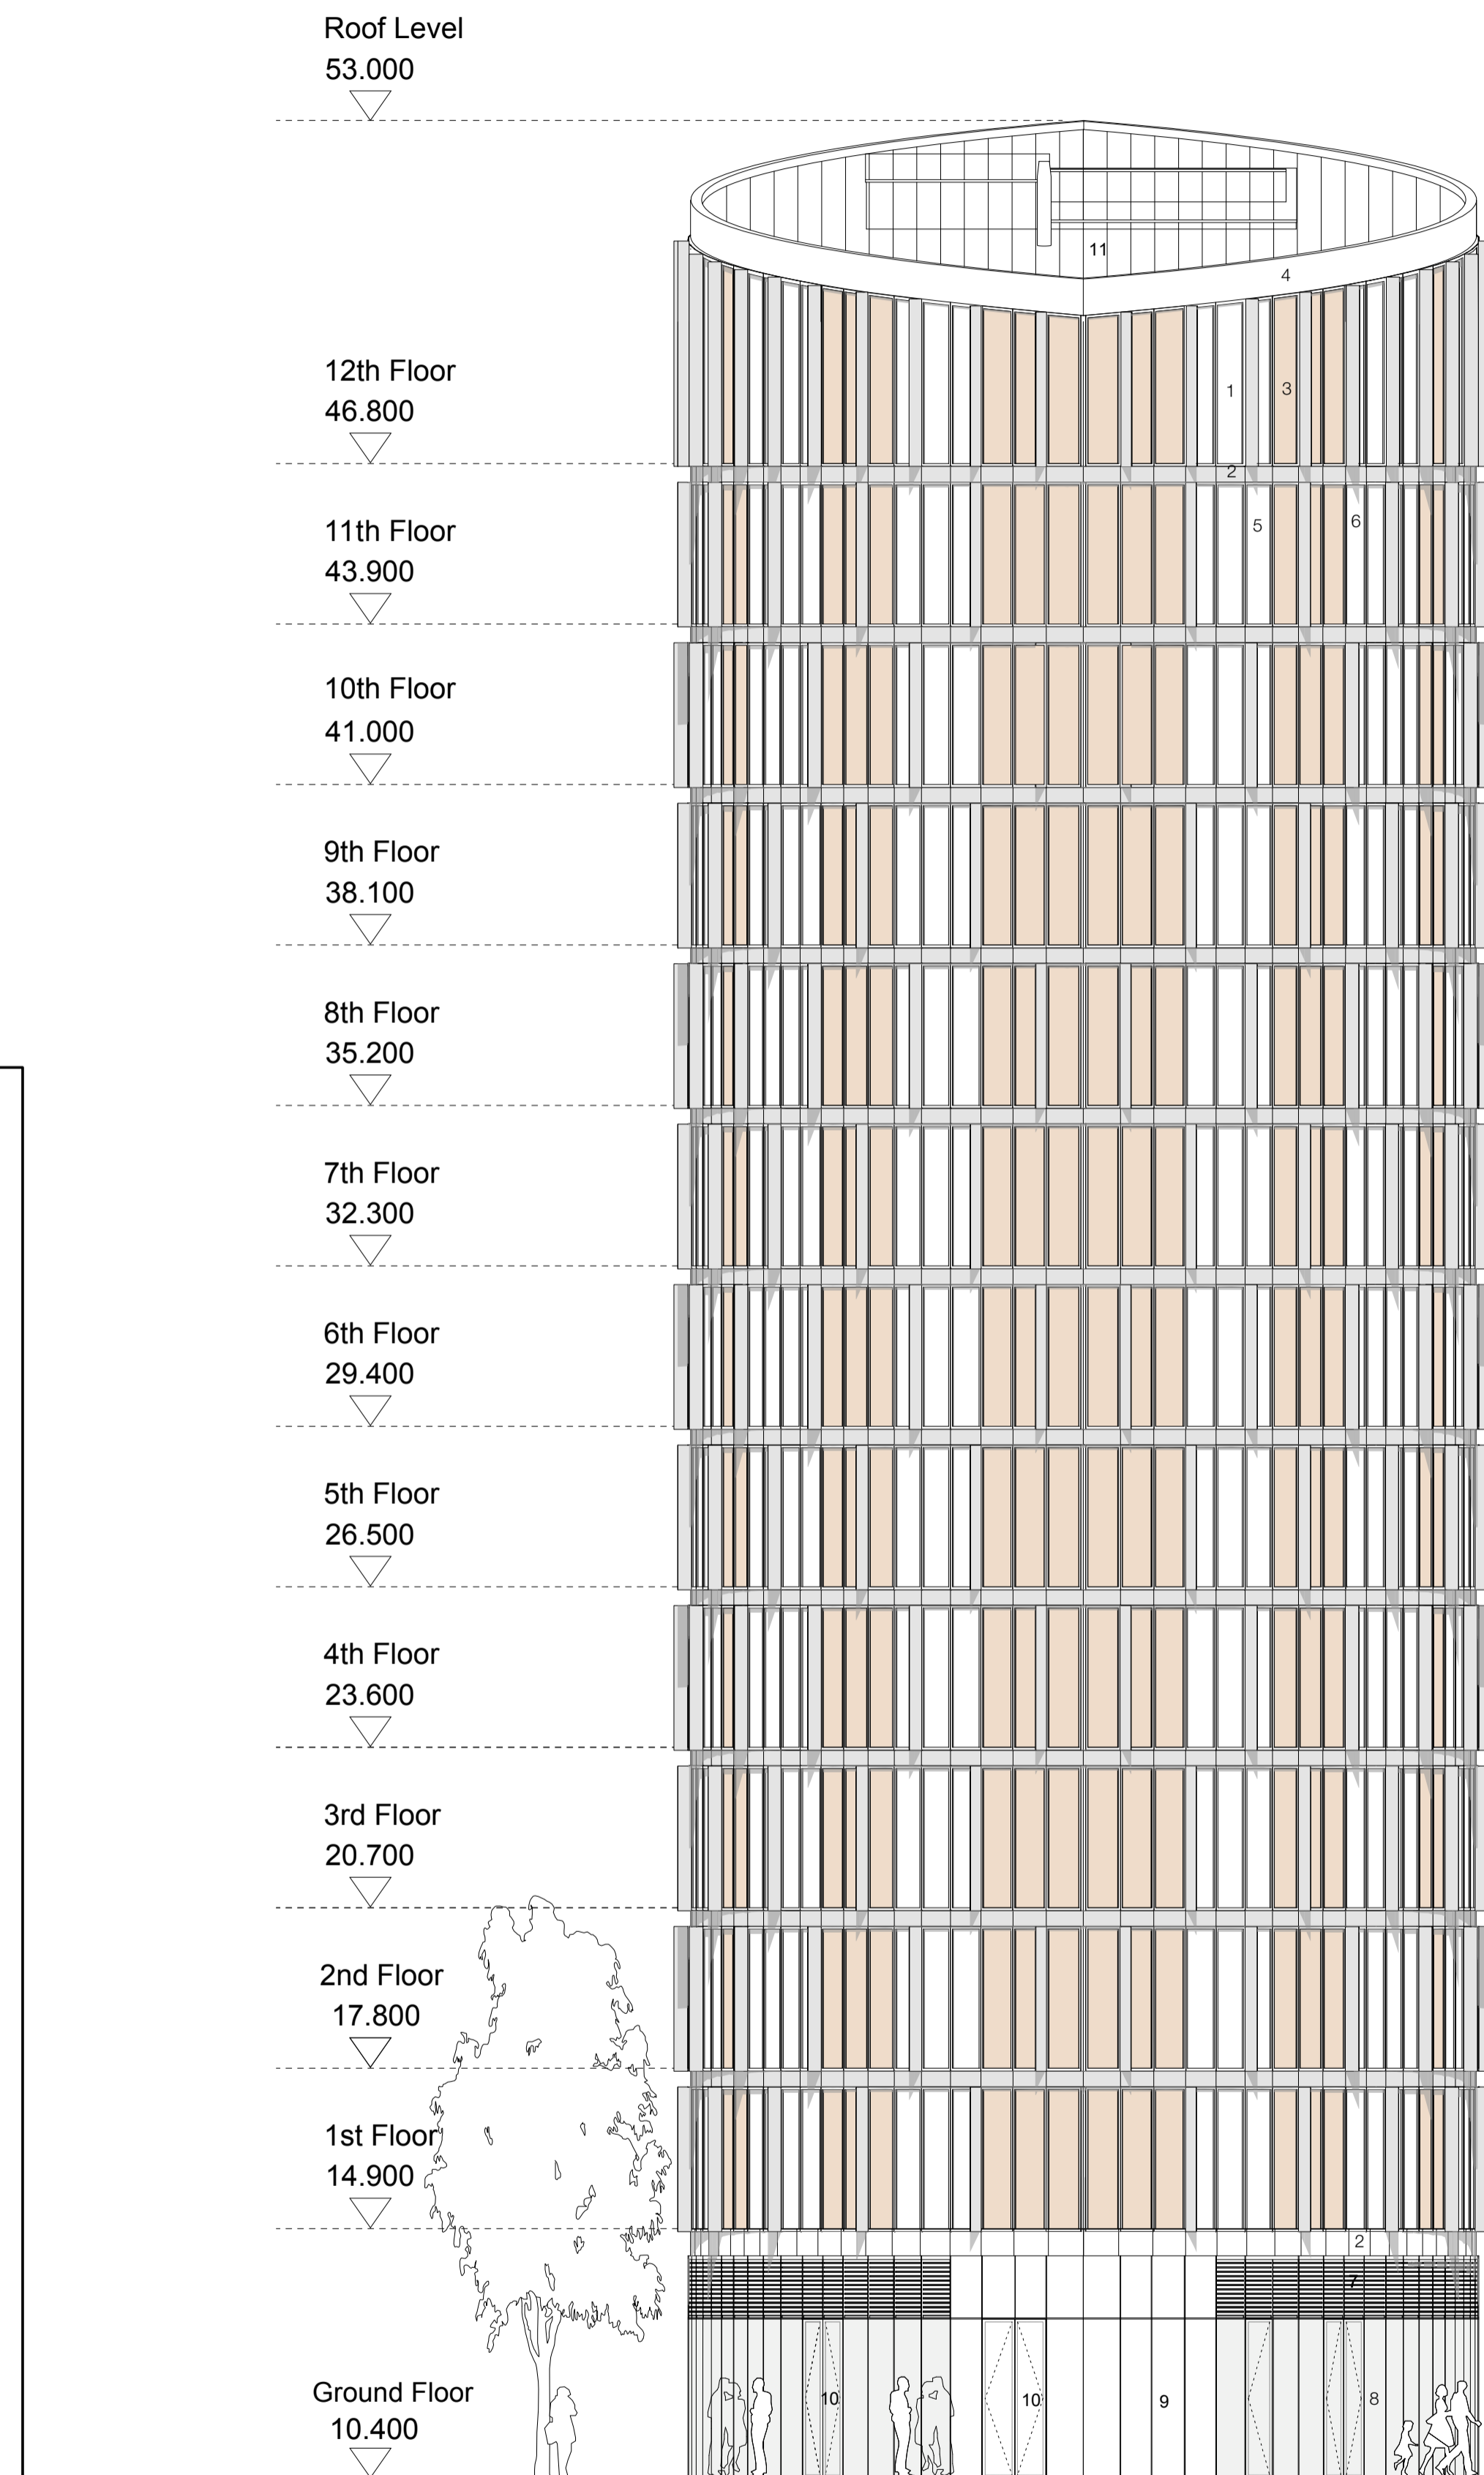 Roof Level
53.000
11
4
12th Floor
46.800
1
3
2
11th Floor
43.900
5
6
10th Floor
41.000
9th Floor
38.100
8th Floor
35.200
7th Floor
32.300
6th Floor
29.400
5th Floor
26.500
4th Floor
23.600
3rd Floor
20.700
2nd Floor
17.800
1st Floor
14.900
2
7
Ground Floor
10.400
10
10
9
8